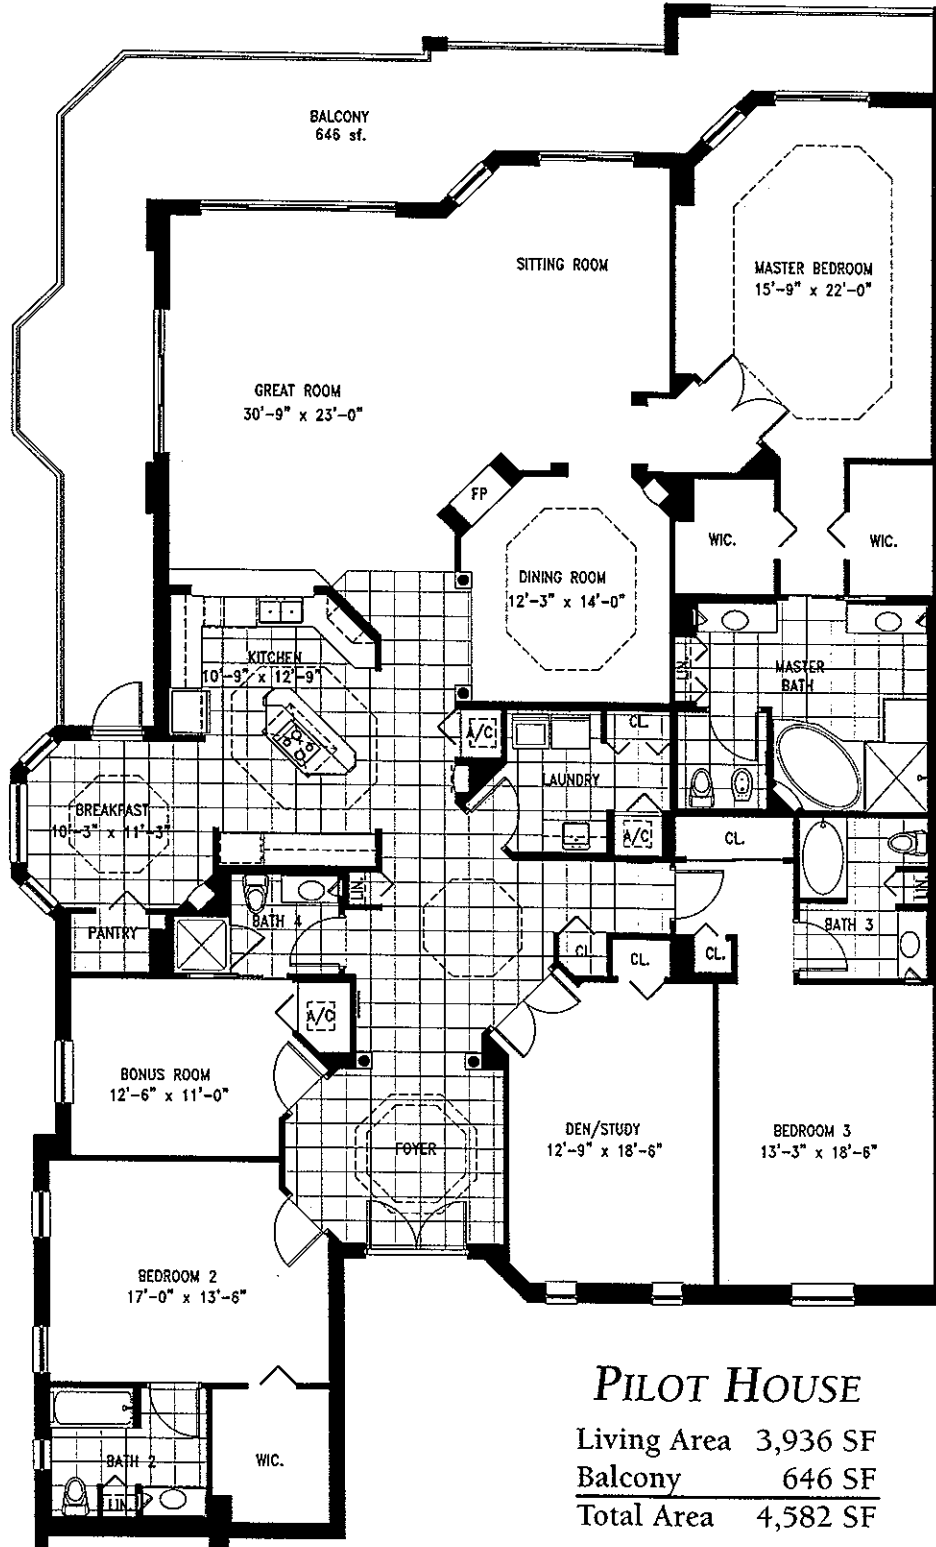 BALCONY
646 sf.
SITTING ROOM
MASTER BEDROOM
15'-9" x 22'-0"
GREAT ROOM
30'-9" x 23'-0"
FP
WIC.
WIC.
DINING ROOM
12'-3" x 14'-0"
KITCHEN
10'-9" x 12'-9"
LIN
MASTER
BATH
A/C
CL.
LAUNDRY
BREAKFAST
10'-3" x 11'-3"
A/C
CL.
LIN
LIN
BATH 4
PANTRY
BATH 3
CL.
CL.
CL.
A/C
BONUS ROOM
12'-6" x 11'-0"
FOYER
DEN/STUDY
12'-9" x 18'-6"
BEDROOM 3
13'-3" x 18'-6"
BEDROOM 2
17'-0" x 13'-6"
BATH 2
WIC.
LIN
PILOT HOUSE
Living Area 3,936 SF
Balcony 646 SF
Total Area 4,582 SF